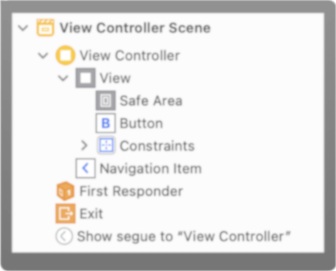 View Controller Scene
View Controller
View
Safe Area
B Button
Constraints
Navigation Item
First Responder
Exit
Show segue to “View Controller”